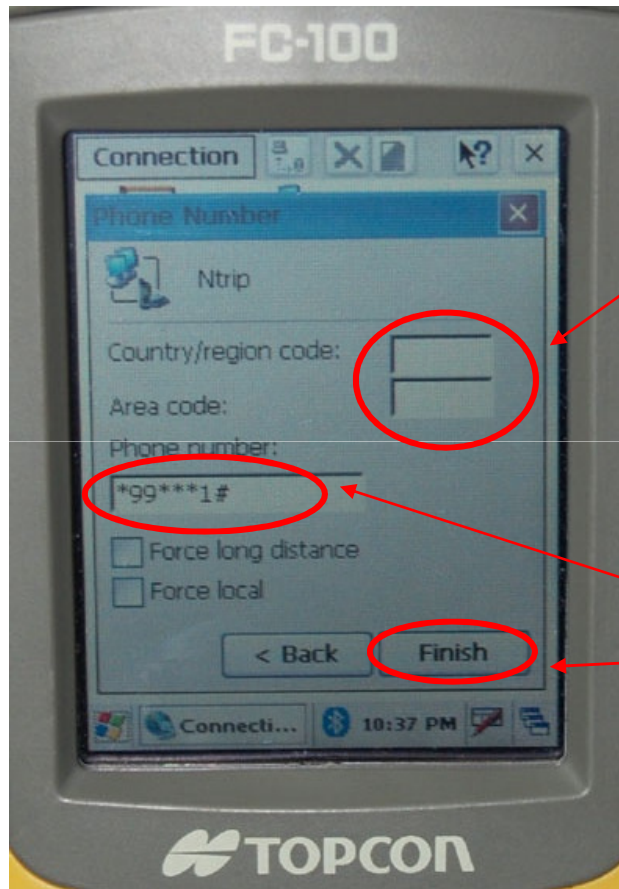 FC-100
Connection
Phone Number
Ntrip
Country/region code:
Area code:
Phone number:
*99***1#
Force long distance
Force local
< Back Finish
Connecti... 10:37 PM
TOPCON